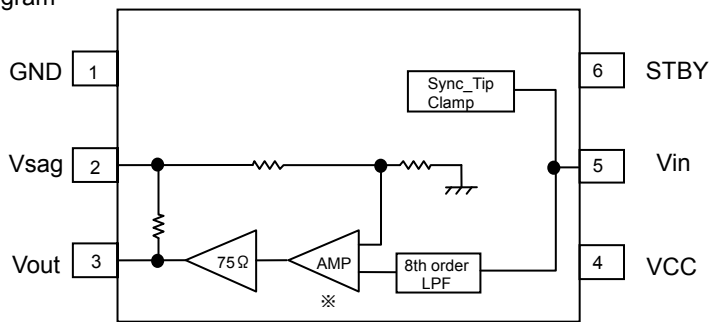 gram
GND 1
6 STBY
Sync_Tip
Clamp
Vsag 2
5 Vin
Vout 3
75Ω
AMP
8th order
LPF
4 VCC
※